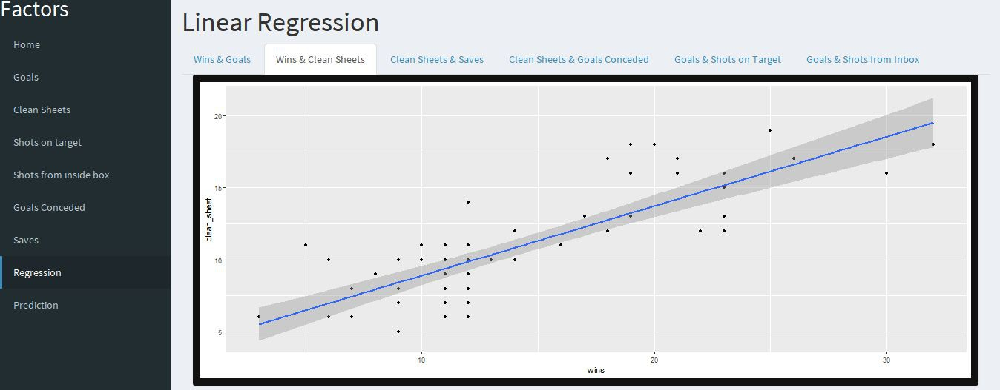 Factors
Home
Goals
Clean Sheets
Shots on target
Shots from inside box
Goals Conceded
Saves
Regression
Prediction
Linear Regression
Wins & Goals Wins & Clean Sheets Clean Sheets & Saves Clean Sheets & Goals Conceded Goals & Shots on Target Goals & Shots from Inbox
clean_sheet
20
15
10
5
10 20 30
wins